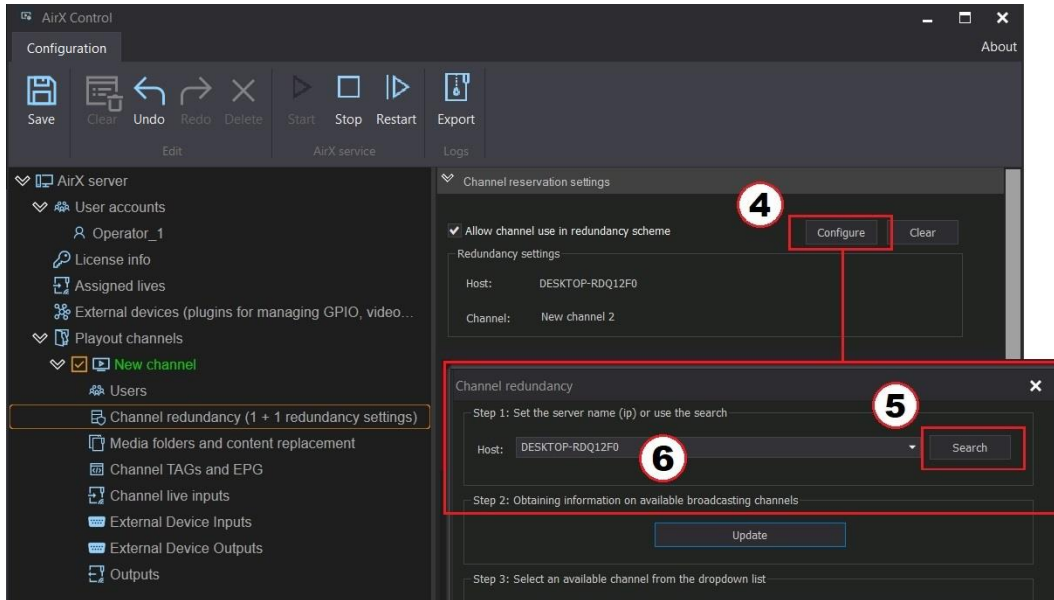 AirX Control
Configuration
About
Save
Clear
Undo
Redo
Delete
Start
Stop
Restart
Export
Edit
AirX service
Logs
AirX server
User accounts
Operator_1
License info
Assigned lives
External devices (plugins for managing GPIO, video...
Playout channels
New channel
Users
Channel redundancy (1 + 1 redundancy settings)
Media folders and content replacement
Channel TAGs and EPG
Channel live inputs
External Device Inputs
External Device Outputs
Outputs
Channel reservation settings
4
Allow channel use in redundancy scheme
Configure
Clear
Redundancy settings
Host: DESKTOP-RDQ12F0
Channel: New channel 2
Channel redundancy
5
Step 1: Set the server name (ip) or use the search
Host: DESKTOP-RDQ12F0
6
Search
Step 2: Obtaining information on available broadcasting channels
Update
Step 3: Select an available channel from the dropdown list